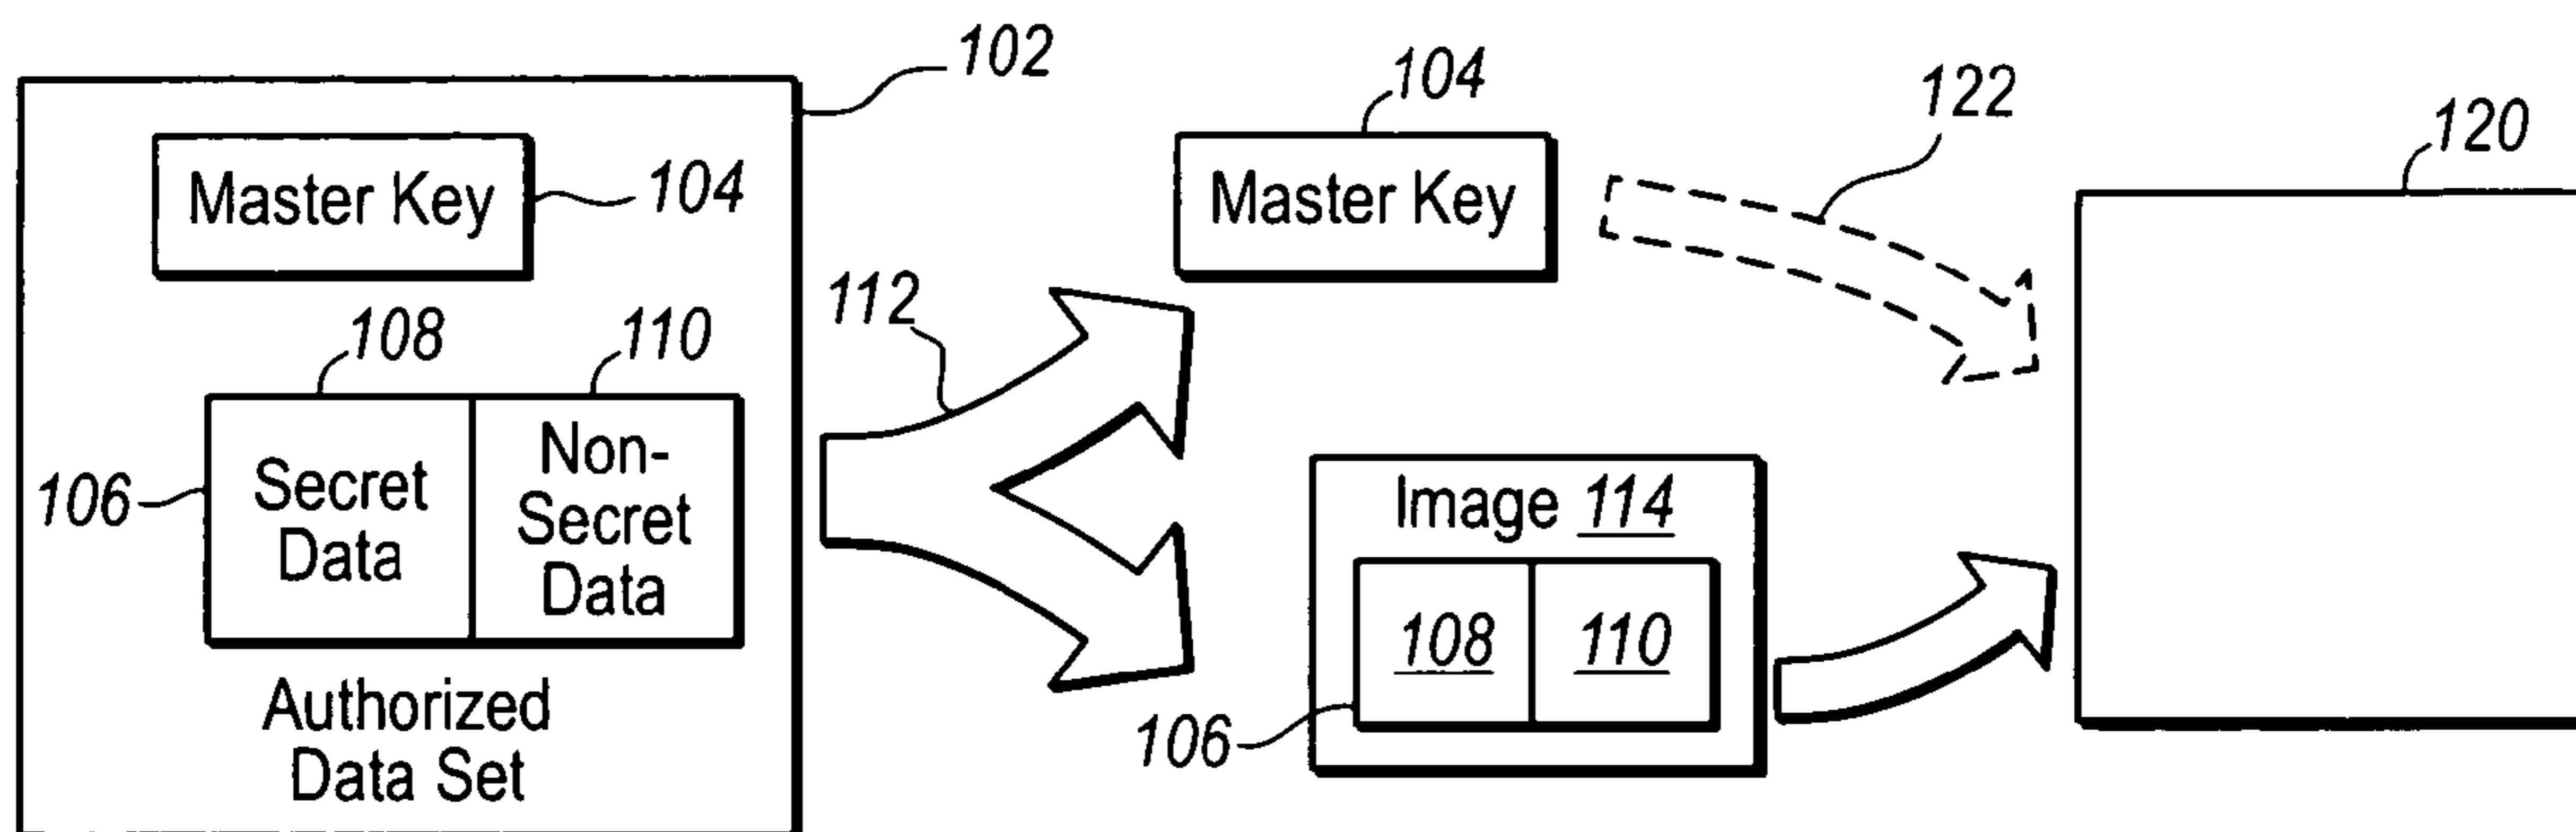 102
Master Key
104
108
110
106
Secret
Data
Non-
Secret
Data
Authorized
Data Set
112
104
Master Key
122
Image 114
108
110
106
120